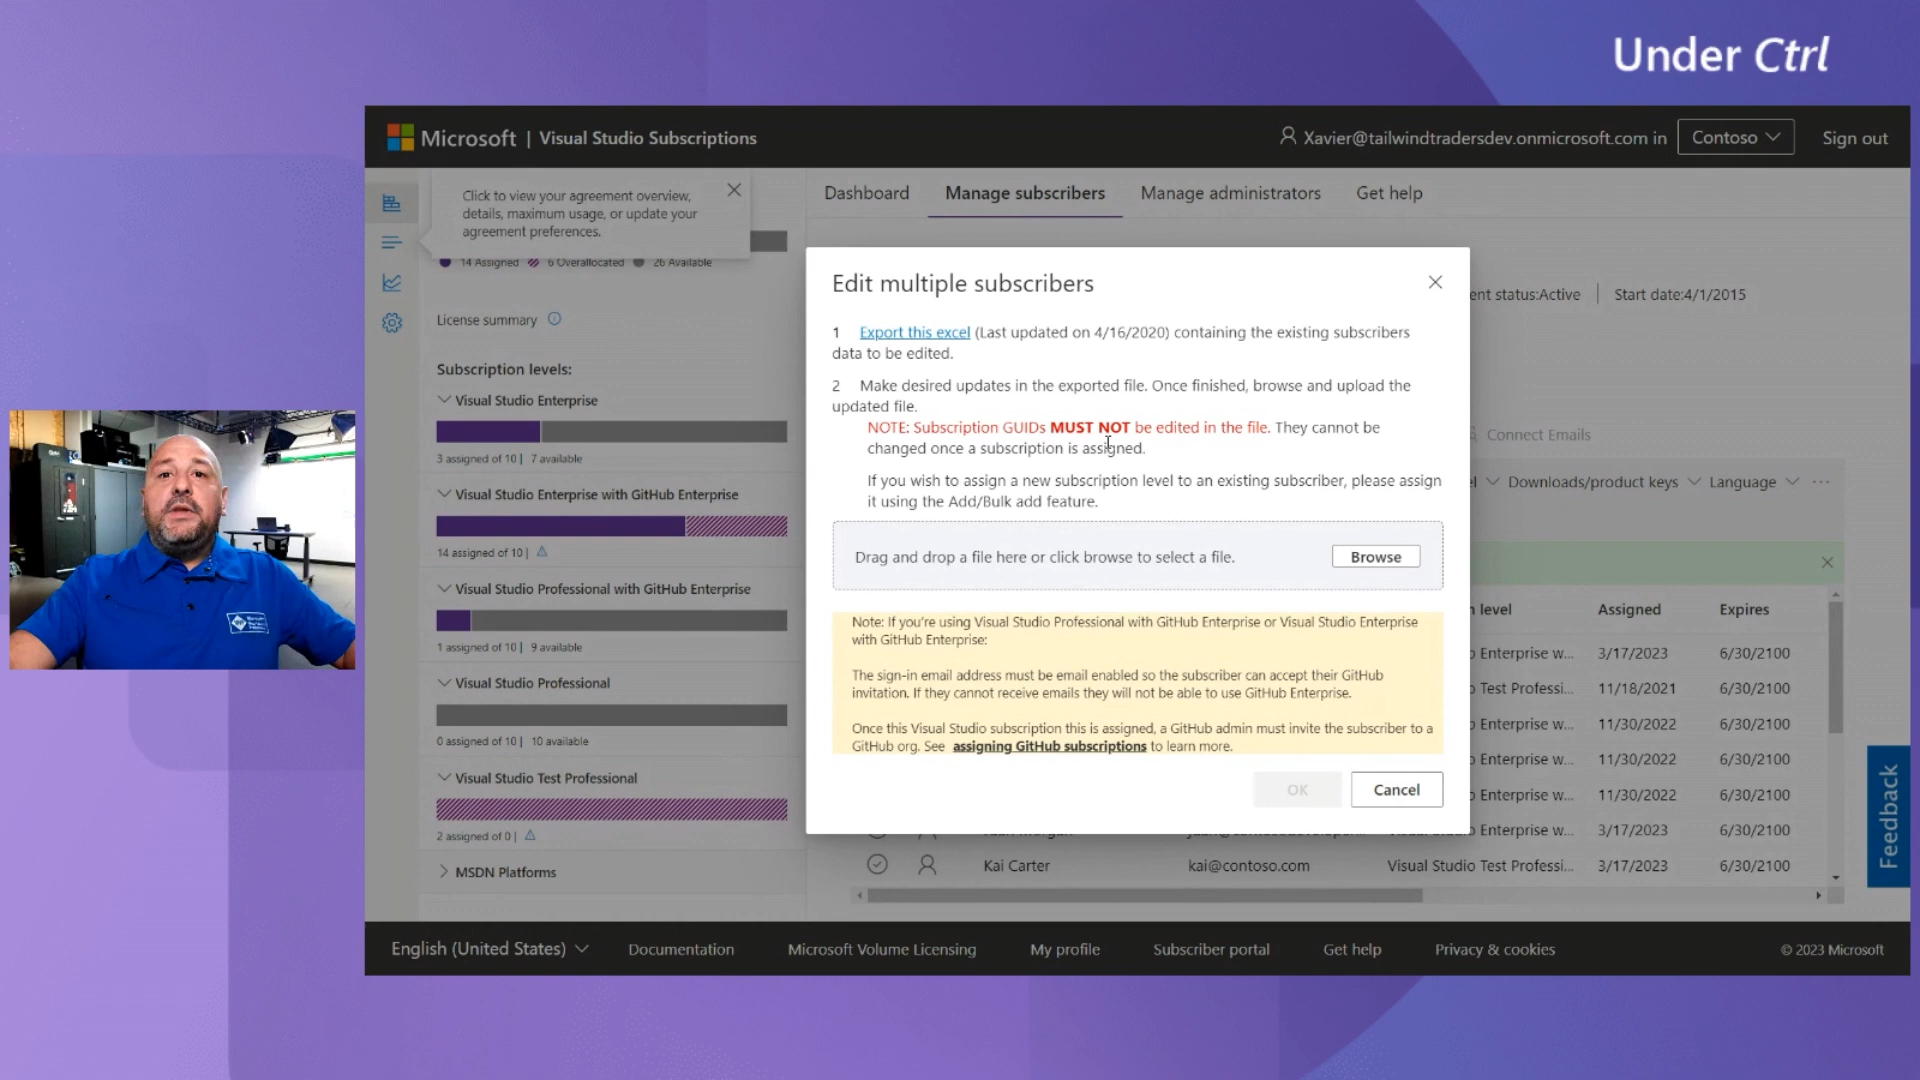 Under Ctrl
Microsoft | Visual Studio Subscriptions
Xavier@tailwindtradersdev.onmicrosoft.com in
Contoso
Sign out
Click to view your agreement overview,
details, maximum usage, or update your
agreement preferences.
14 Assigned 6 Overallocated 26 Available
License summary
Subscription levels:
Visual Studio Enterprise
3 assigned of 10 | 7 available
Visual Studio Enterprise with GitHub Enterprise
14 assigned of 10 |
Visual Studio Professional with GitHub Enterprise
1 assigned of 10 | 9 available
Visual Studio Professional
0 assigned of 10 | 10 available
Visual Studio Test Professional
2 assigned of 0 |
MSDN Platforms
Dashboard
Manage subscribers
Manage administrators
Get help
Edit multiple subscribers
1 Export this excel (Last updated on 4/16/2020) containing the existing subscribers
data to be edited.
2 Make desired updates in the exported file. Once finished, browse and upload the
updated file.
NOTE: Subscription GUIDs MUST NOT be edited in the file. They cannot be
changed once a subscription is assigned.
If you wish to assign a new subscription level to an existing subscriber, please assign
it using the Add/Bulk add feature.
Drag and drop a file here or click browse to select a file.
Browse
Note: If you're using Visual Studio Professional with GitHub Enterprise or Visual Studio Enterprise
with GitHub Enterprise:
The sign-in email address must be email enabled so the subscriber can accept their GitHub
invitation. If they cannot receive emails they will not be able to use GitHub Enterprise.
Once this Visual Studio subscription this is assigned, a GitHub admin must invite the subscriber to a
GitHub org. See assigning GitHub subscriptions to learn more.
OK
Cancel
ent status:Active | Start date:4/1/2015
Connect Emails
el Downloads/product keys Language
n level Assigned Expires
o Enterprise w... 3/17/2023 6/30/2100
o Test Professi... 11/18/2021 6/30/2100
o Enterprise w... 11/30/2022 6/30/2100
o Enterprise w... 11/30/2022 6/30/2100
o Enterprise w... 11/30/2022 6/30/2100
o Enterprise w... 3/17/2023 6/30/2100
Kai Carter kai@contoso.com Visual Studio Test Professi... 3/17/2023 6/30/2100
Feedback
English (United States)
Documentation
Microsoft Volume Licensing
My profile
Subscriber portal
Get help
Privacy & cookies
© 2023 Microsoft